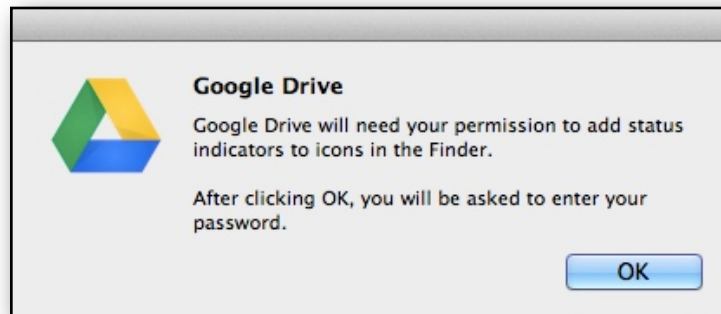 Google Drive
Google Drive will need your permission to add status
indicators to icons in the Finder.
After clicking OK, you will be asked to enter your
password.
OK